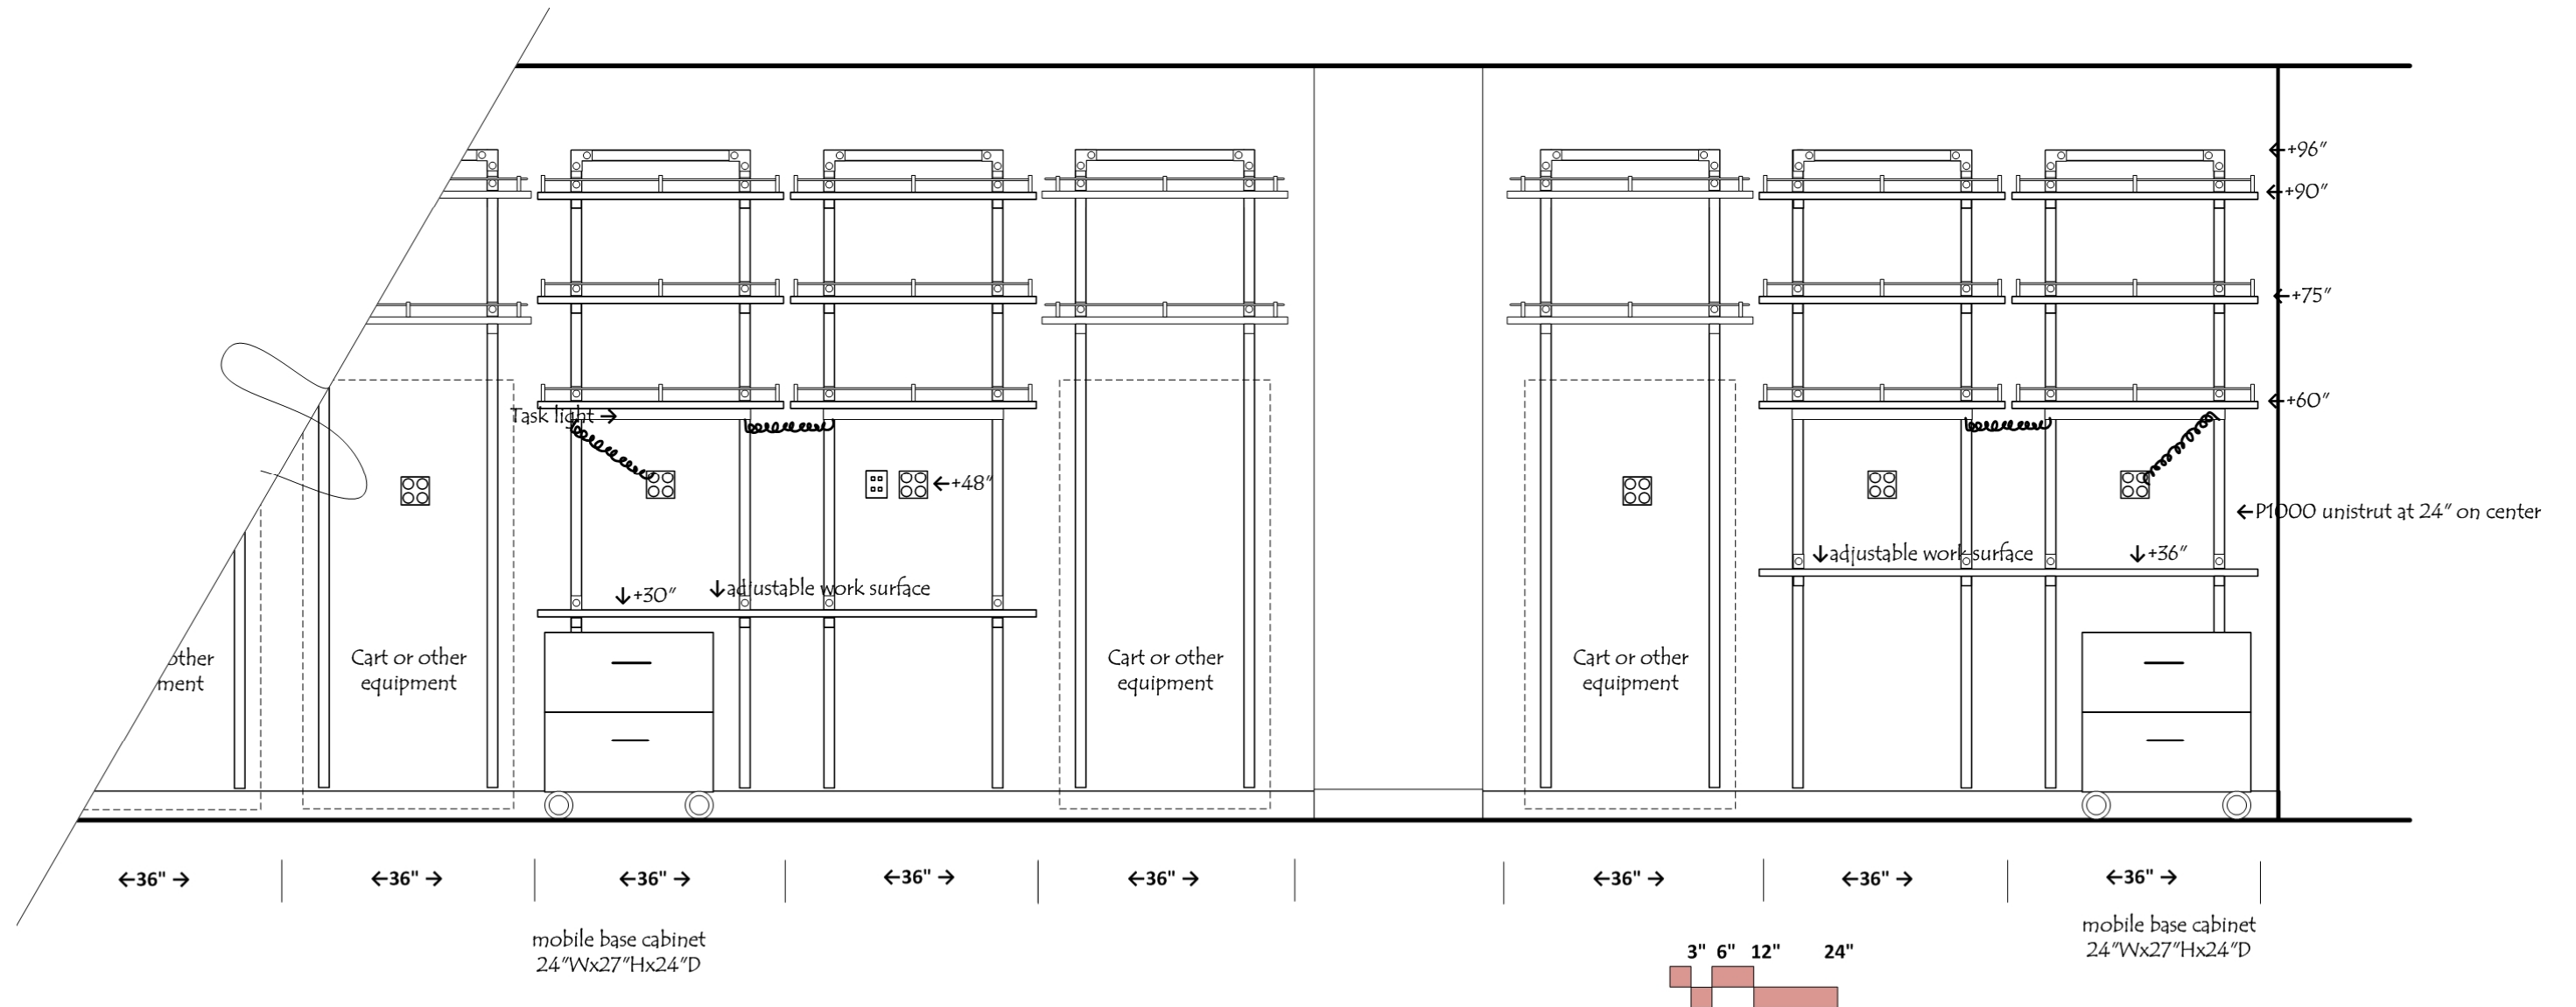 ←+96"
←+90"
←+75"
←+60"
Task light →
←+48"
←P1000 unistrut at 24" on center
↓adjustable work surface
↓+36"
↓+30"
↓adjustable work surface
other
ment
Cart or other
equipment
Cart or other
equipment
Cart or other
equipment
←36" →
←36" →
←36" →
←36" →
←36" →
←36" →
←36" →
←36" →
mobile base cabinet
24"Wx27"Hx24"D
mobile base cabinet
24"Wx27"Hx24"D
3" 6" 12" 24"